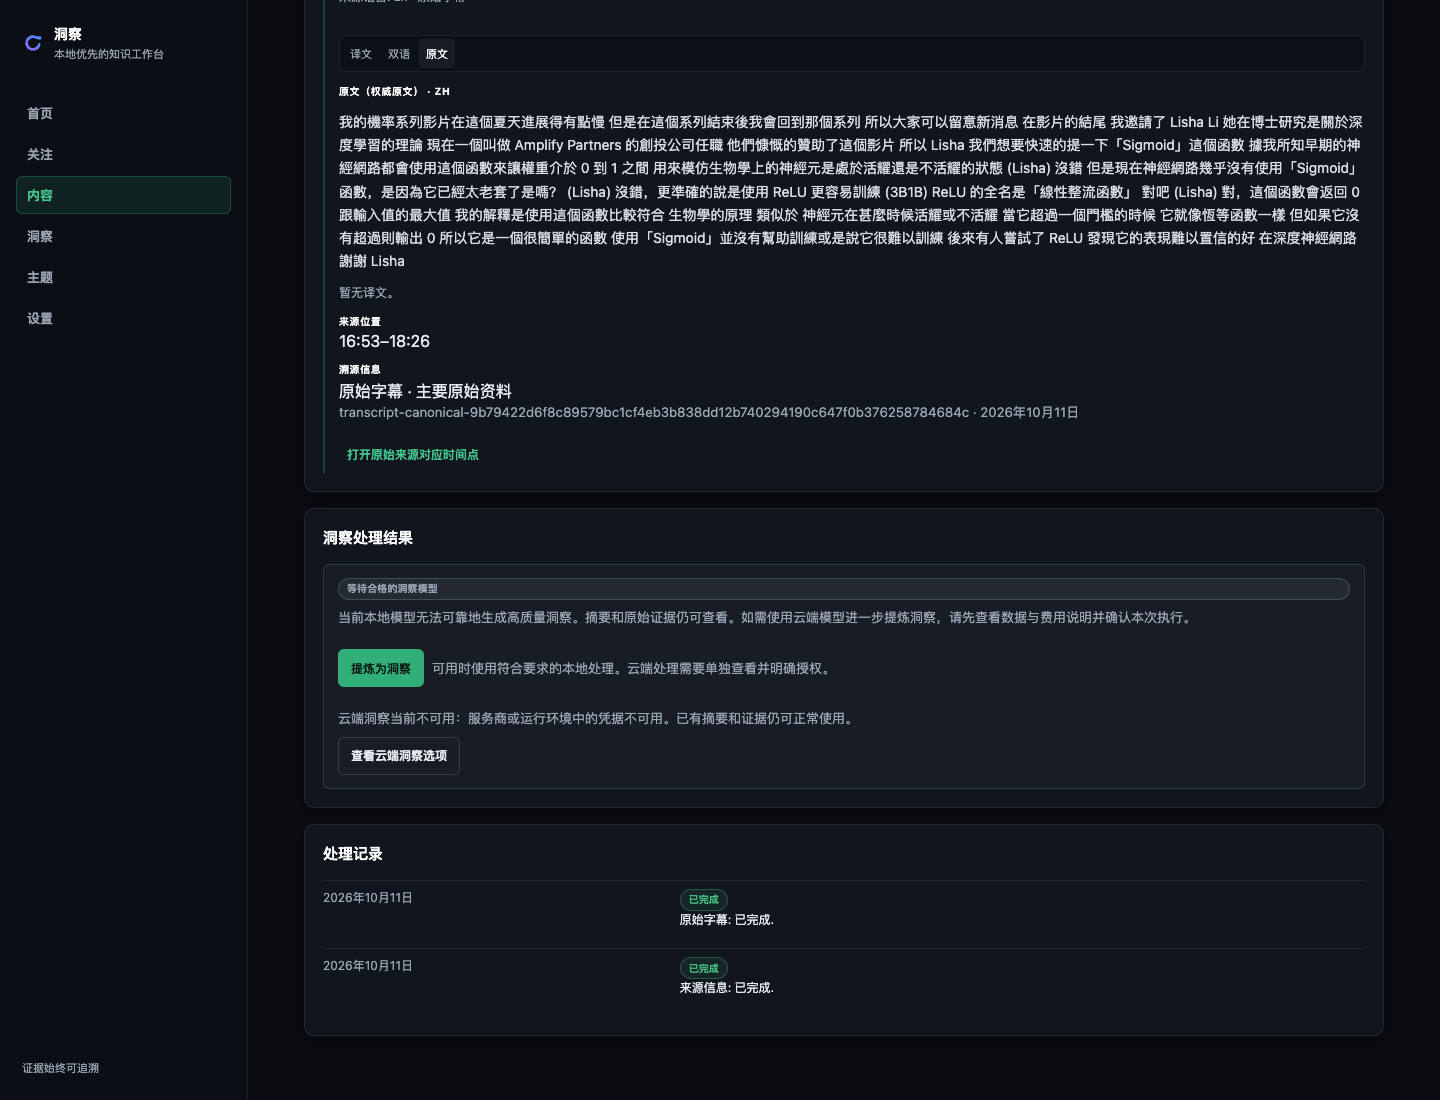 洞察
本地优先的知识工作台
首页
关注
内容
洞察
主题
设置
证据始终可追溯
译文 双语 原文
原文（权威原文） · ZH
我的機率系列影片在這個夏天進展得有點慢 但是在這個系列結束後我會回到那個系列 所以大家可以留意新消息 在影片的結尾 我邀請了 Lisha Li 她在博士研究是關於深
度學習的理論 現在一個叫做 Amplify Partners 的創投公司任職 他們慷慨的贊助了這個影片 所以 Lisha 我們想要快速的提一下「Sigmoid」這個函數 據我所知早期的神
經網路都會使用這個函數來讓權重介於 0 到 1 之間 用來模仿生物學上的神經元是處於活耀還是不活耀的狀態 (Lisha) 沒錯 但是現在神經網路幾乎沒有使用「Sigmoid」
函數，是因為它已經太老套了是嗎？ (Lisha) 沒錯，更準確的說是使用 ReLU 更容易訓練 (3B1B) ReLU 的全名是「線性整流函數」 對吧 (Lisha) 對，這個函數會返回 0
跟輸入值的最大值 我的解釋是使用這個函數比較符合 生物學的原理 類似於 神經元在甚麼時候活耀或不活耀 當它超過一個門檻的時候 它就像恆等函數一樣 但如果它沒
有超過則輸出 0 所以它是一個很簡單的函數 使用「Sigmoid」並沒有幫助訓練或是說它很難以訓練 後來有人嘗試了 ReLU 發現它的表現難以置信的好 在深度神經網路
謝謝 Lisha
暂无译文。
来源位置
16:53–18:26
溯源信息
原始字幕 · 主要原始资料
transcript-canonical-9b79422d6f8c89579bc1cf4eb3b838dd12b740294190c647f0b376258784684c · 2026年10月11日
打开原始来源对应时间点
洞察处理结果
等待合格的洞察模型
当前本地模型无法可靠地生成高质量洞察。摘要和原始证据仍可查看。如需使用云端模型进一步提炼洞察，请先查看数据与费用说明并确认本次执行。
提炼为洞察 可用时使用符合要求的本地处理。云端处理需要单独查看并明确授权。
云端洞察当前不可用：服务商或运行环境中的凭据不可用。已有摘要和证据仍可正常使用。
查看云端洞察选项
处理记录
2026年10月11日 已完成
原始字幕: 已完成.
2026年10月11日 已完成
来源信息: 已完成.